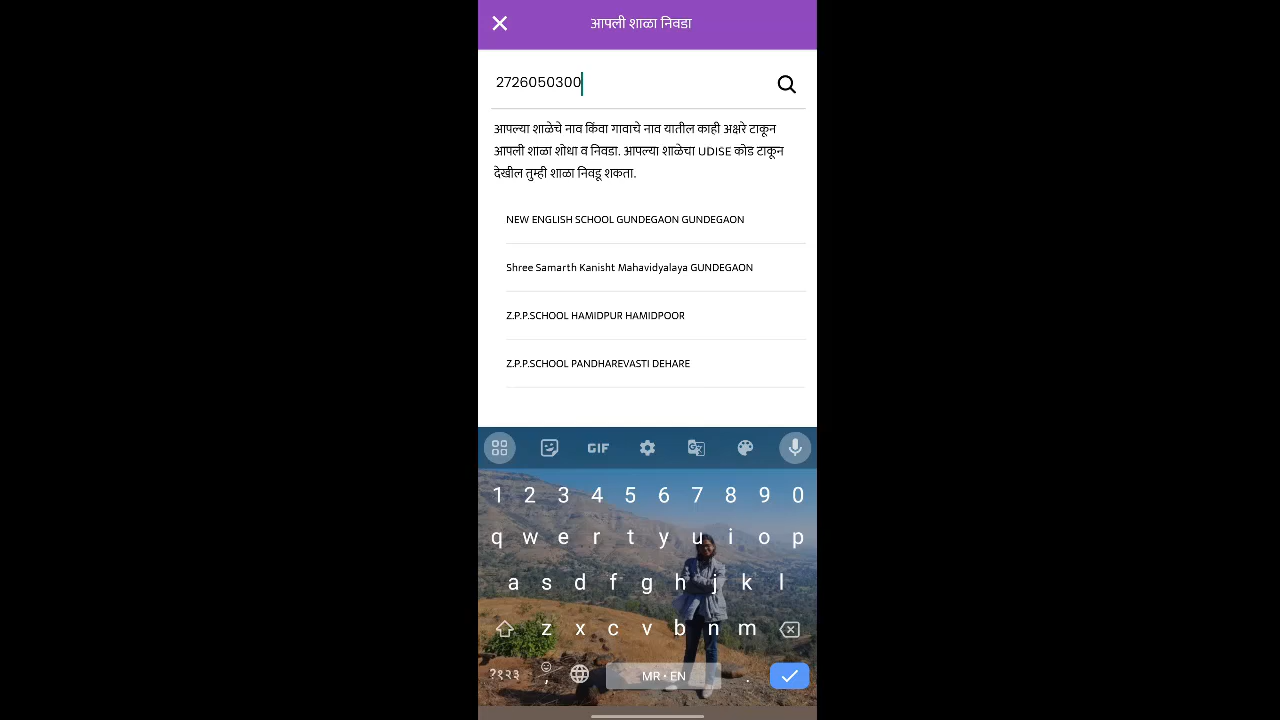 आपली शाळा निवडा
2726050300
आपल्या शाळेचे नाव किंवा गावाचे नाव यातील काही अक्षरे टाकून
आपली शाळा शोधा व निवडा. आपल्या शाळेचा UDISE कोड टाकून
देखील तुम्ही शाळा निवडू शकता.
NEW ENGLISH SCHOOL GUNDEGAON GUNDEGAON
Shree Samarth Kanisht Mahavidyalaya GUNDEGAON
Z.P.P.SCHOOL HAMIDPUR HAMIDPOOR
Z.P.P.SCHOOL PANDHAREVASTI DEHARE
GIF
1 2 3 4 5 6 7 8 9 0
q w e r t y u i o p
a s d f g h j k l
z x c v b n m
?१२३ , MR • EN .